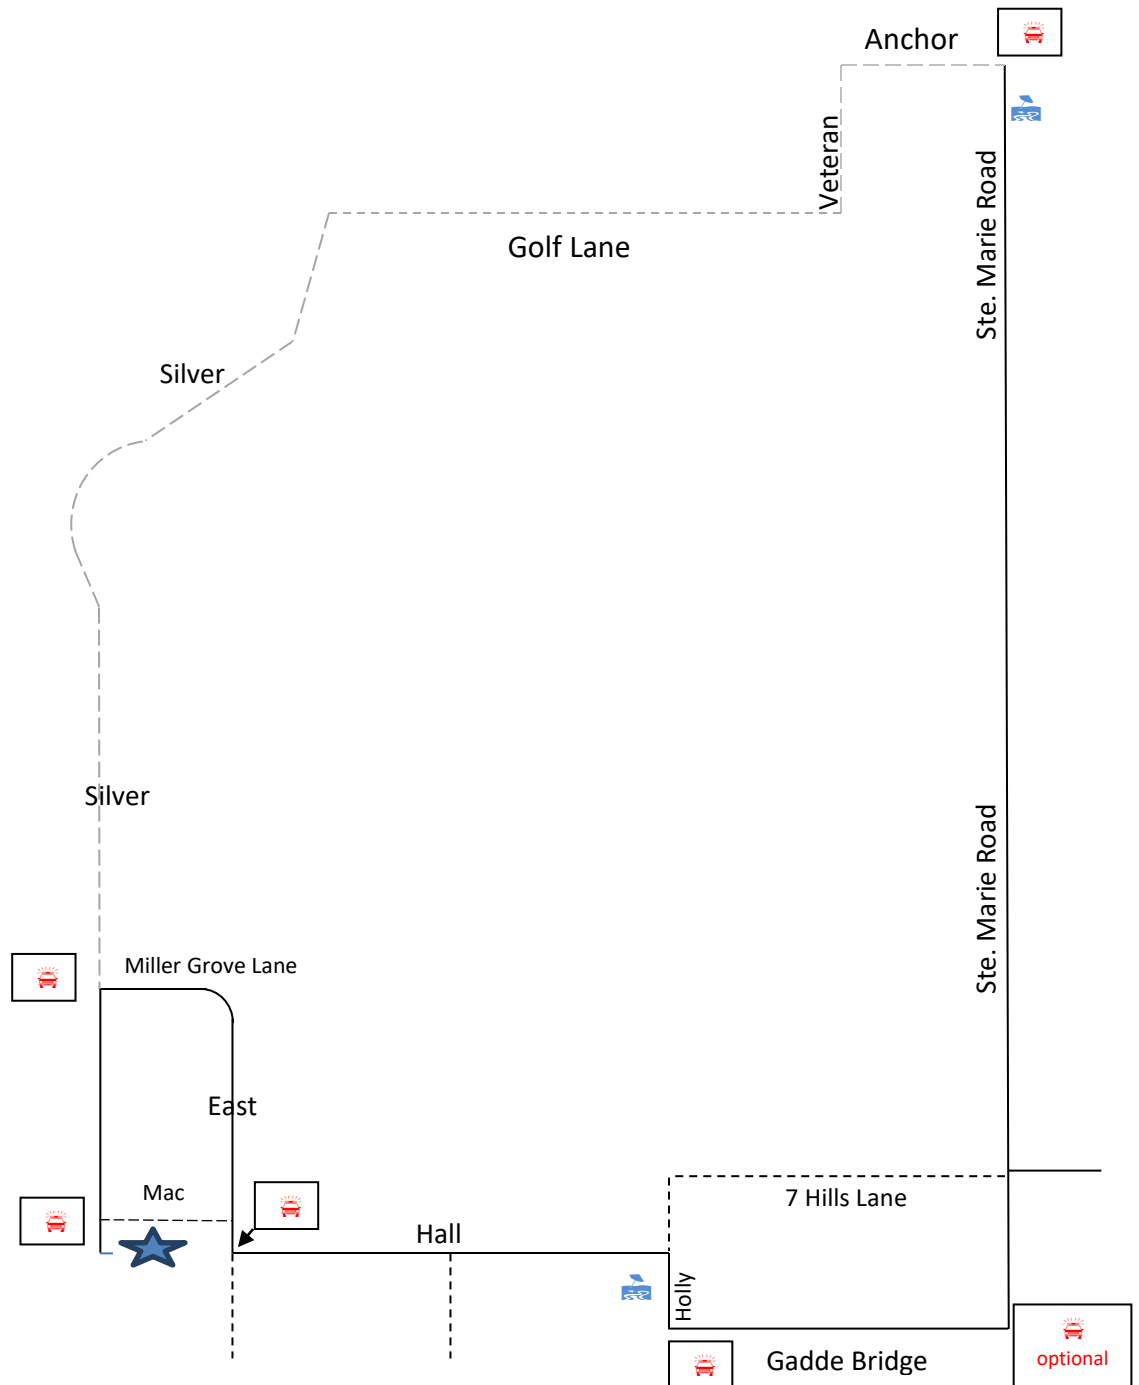 Anchor
Veteran
Ste. Marie Road
Golf Lane
Silver
Silver
Ste. Marie Road
Miller Grove Lane
East
Mac
7 Hills Lane
Hall
Holly
Gadde Bridge
optional